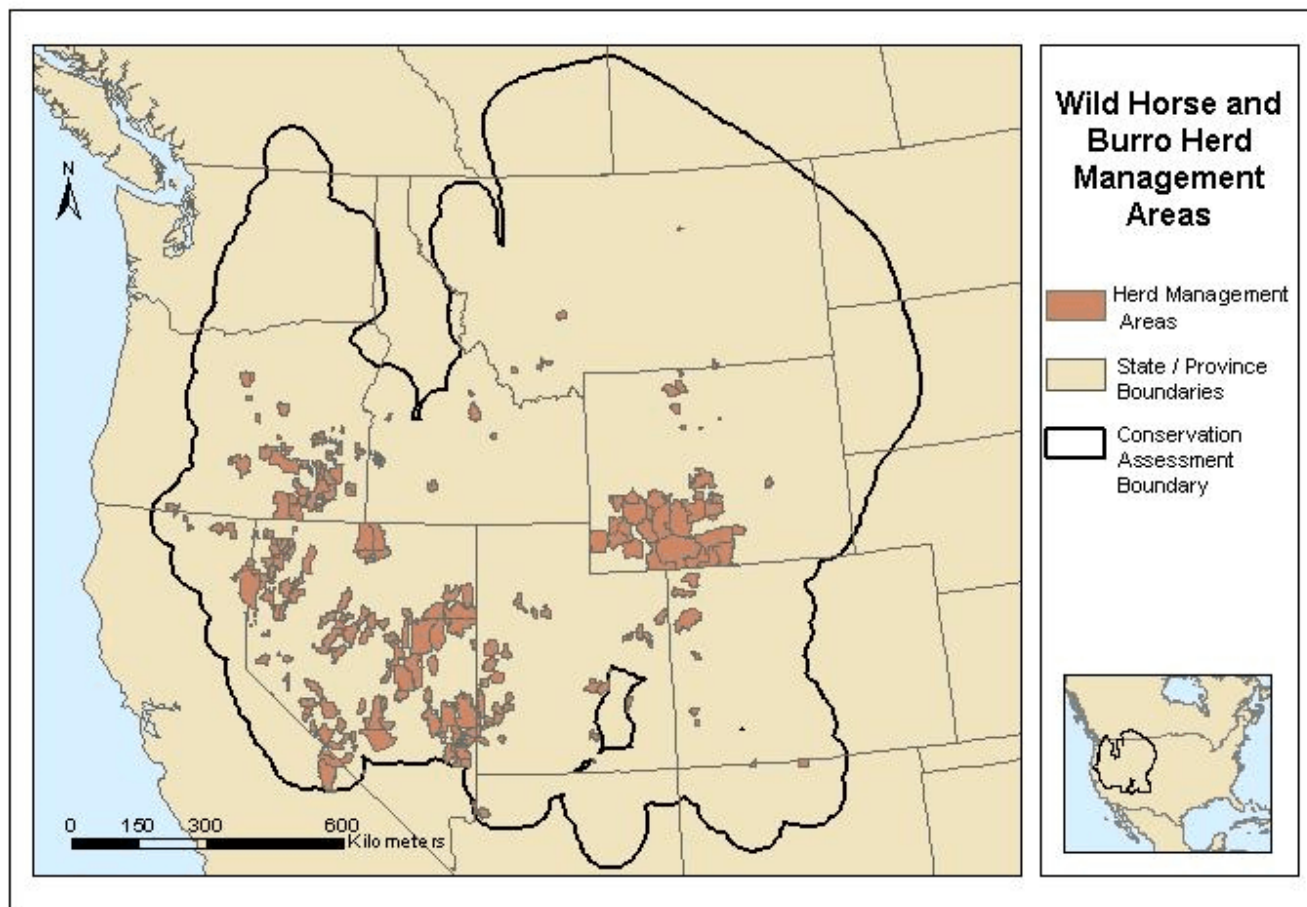 Wild Horse and
Burro Herd
Management
Areas
Herd Management
Areas
State / Province
Boundaries
Conservation
Assessment
Boundary
N
0 150 300 600
Kilometers